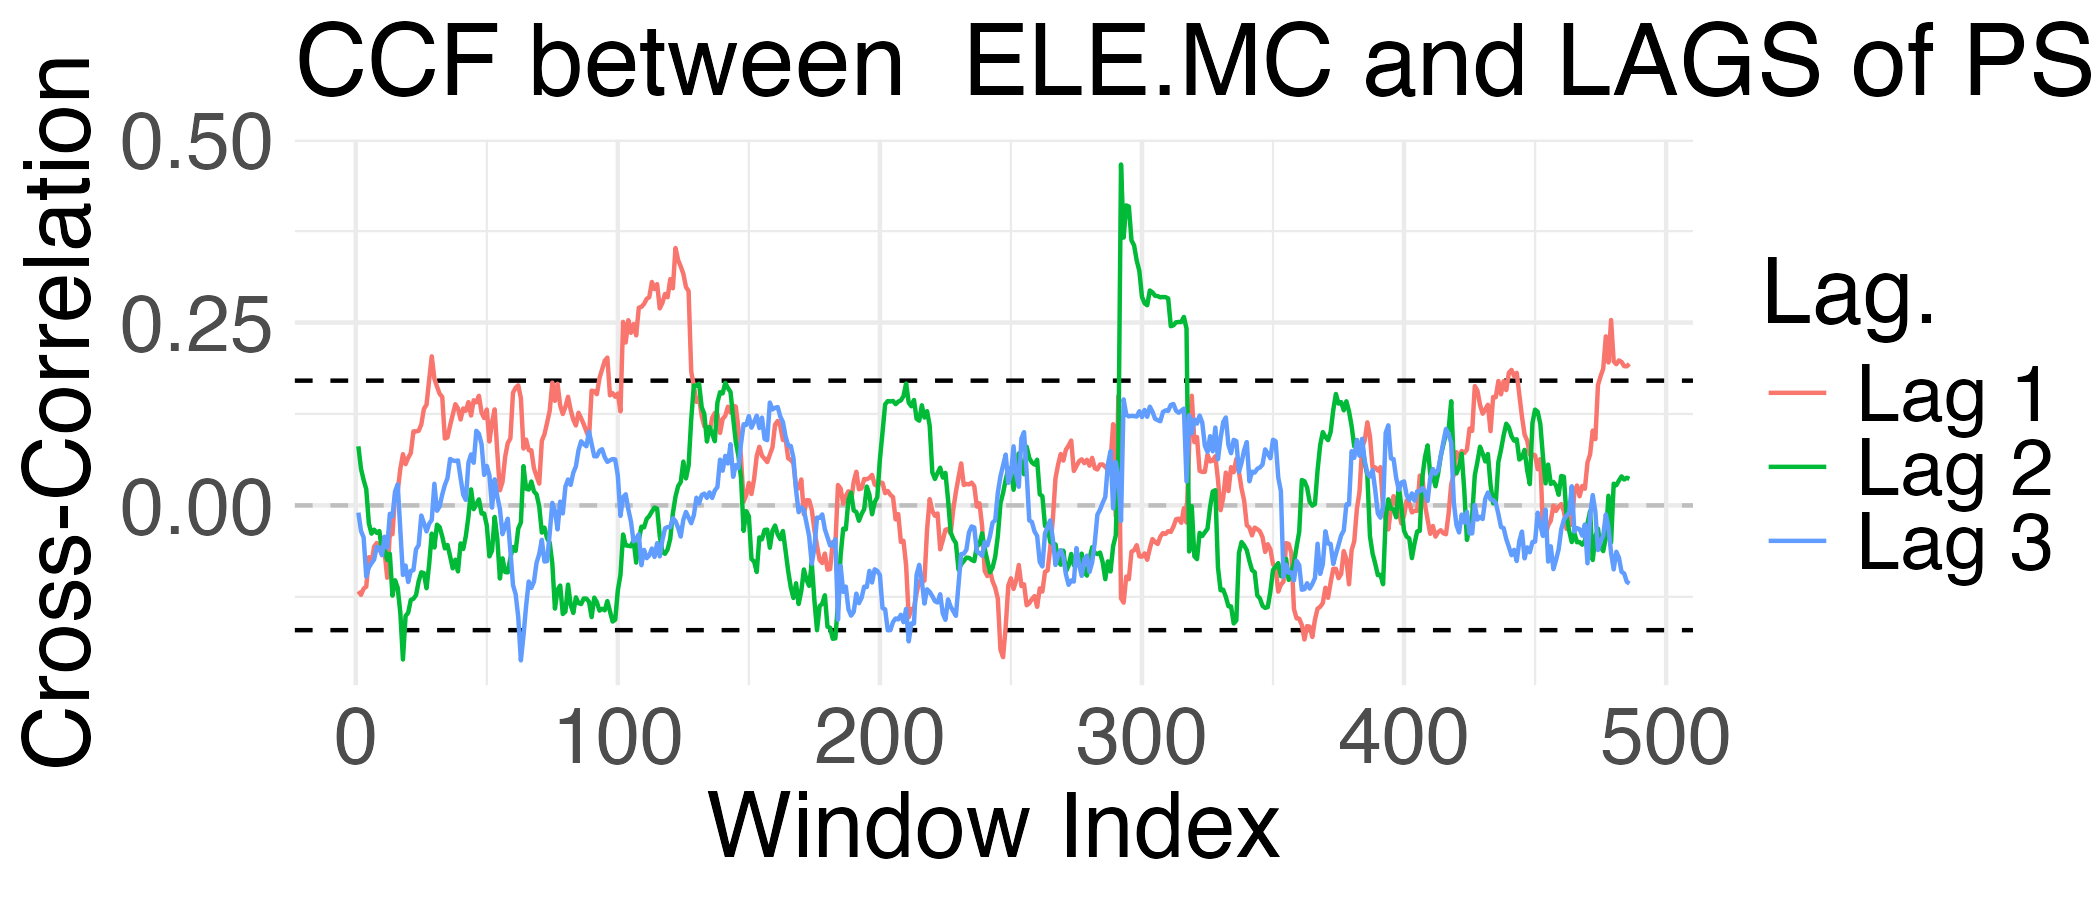 CCF between ELE.MC and LAGS of PS
Cross-Correlation
0.50
0.25
0.00
0
100
200
300
400
500
Window Index
Lag.
Lag 1
Lag 2
Lag 3